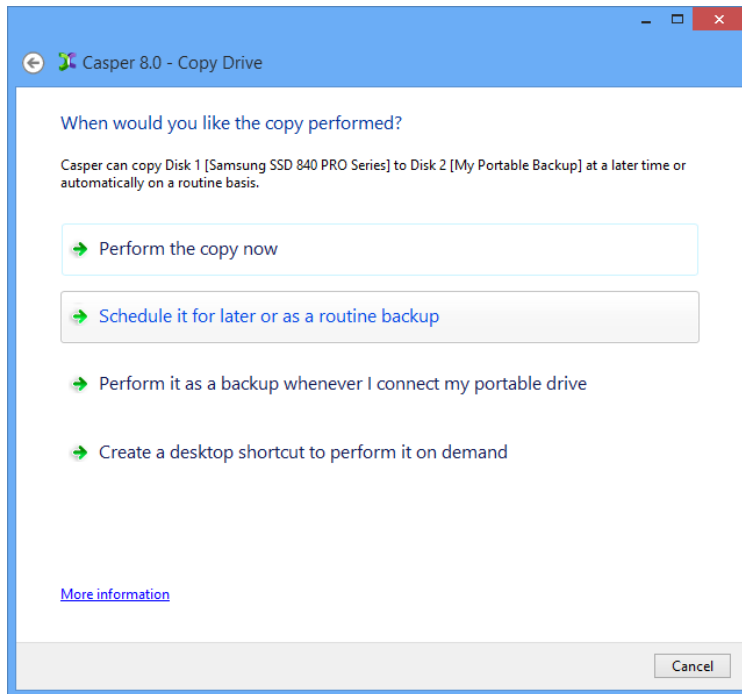 Casper 8.0 - Copy Drive
When would you like the copy performed?
Casper can copy Disk 1 [Samsung SSD 840 PRO Series] to Disk 2 [My Portable Backup] at a later time or
automatically on a routine basis.
Perform the copy now
Schedule it for later or as a routine backup
Perform it as a backup whenever I connect my portable drive
Create a desktop shortcut to perform it on demand
More information
Cancel